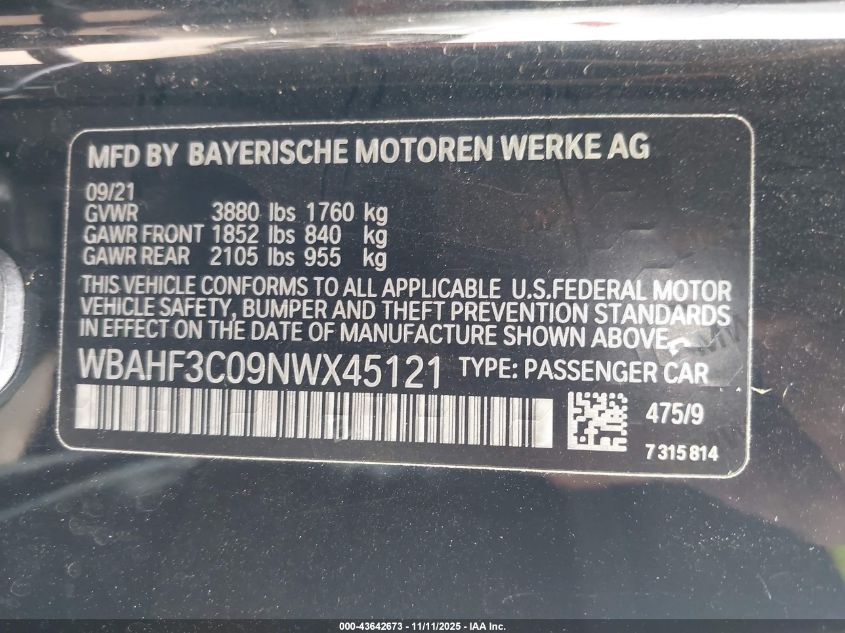 MFD BY BAYERISCHE MOTOREN WERKE AG
09/21
GVWR 3880 lbs 1760 kg
GAWR FRONT 1852 lbs 840 kg
GAWR REAR 2105 lbs 955 kg
THIS VEHICLE CONFORMS TO ALL APPLICABLE U.S.FEDERAL MOTOR
VEHICLE SAFETY, BUMPER AND THEFT PREVENTION STANDARDS
IN EFFECT ON THE DATE OF MANUFACTURE SHOWN ABOVE.
WBAHF3C09NWX45121 TYPE: PASSENGER CAR
475/9
7 315 814
000-43642673 - 11/11/2025 - IAA Inc.